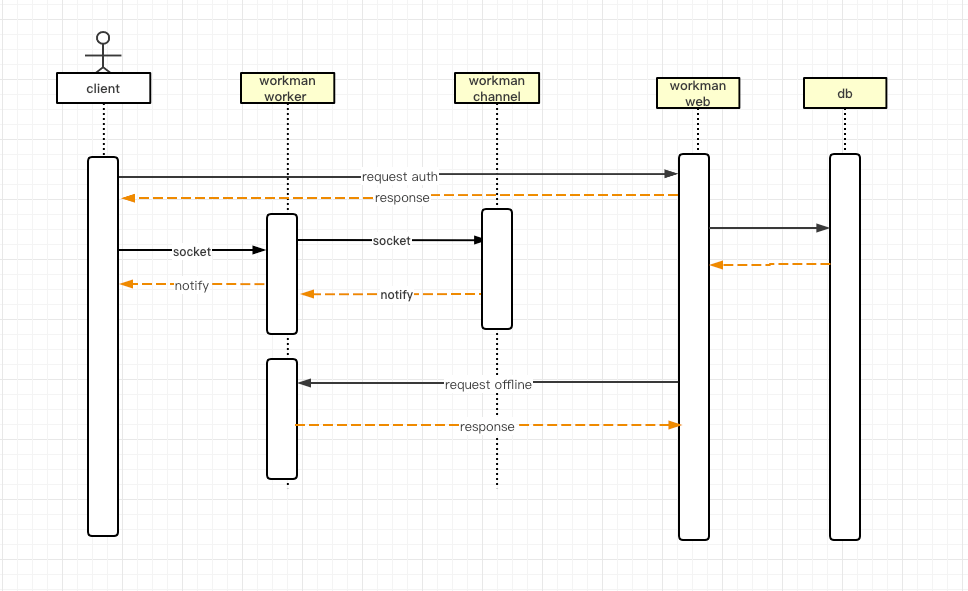 client
workman
worker
workman
channel
workman
web
db
request auth
response
socket
socket
notify
notify
request offline
response